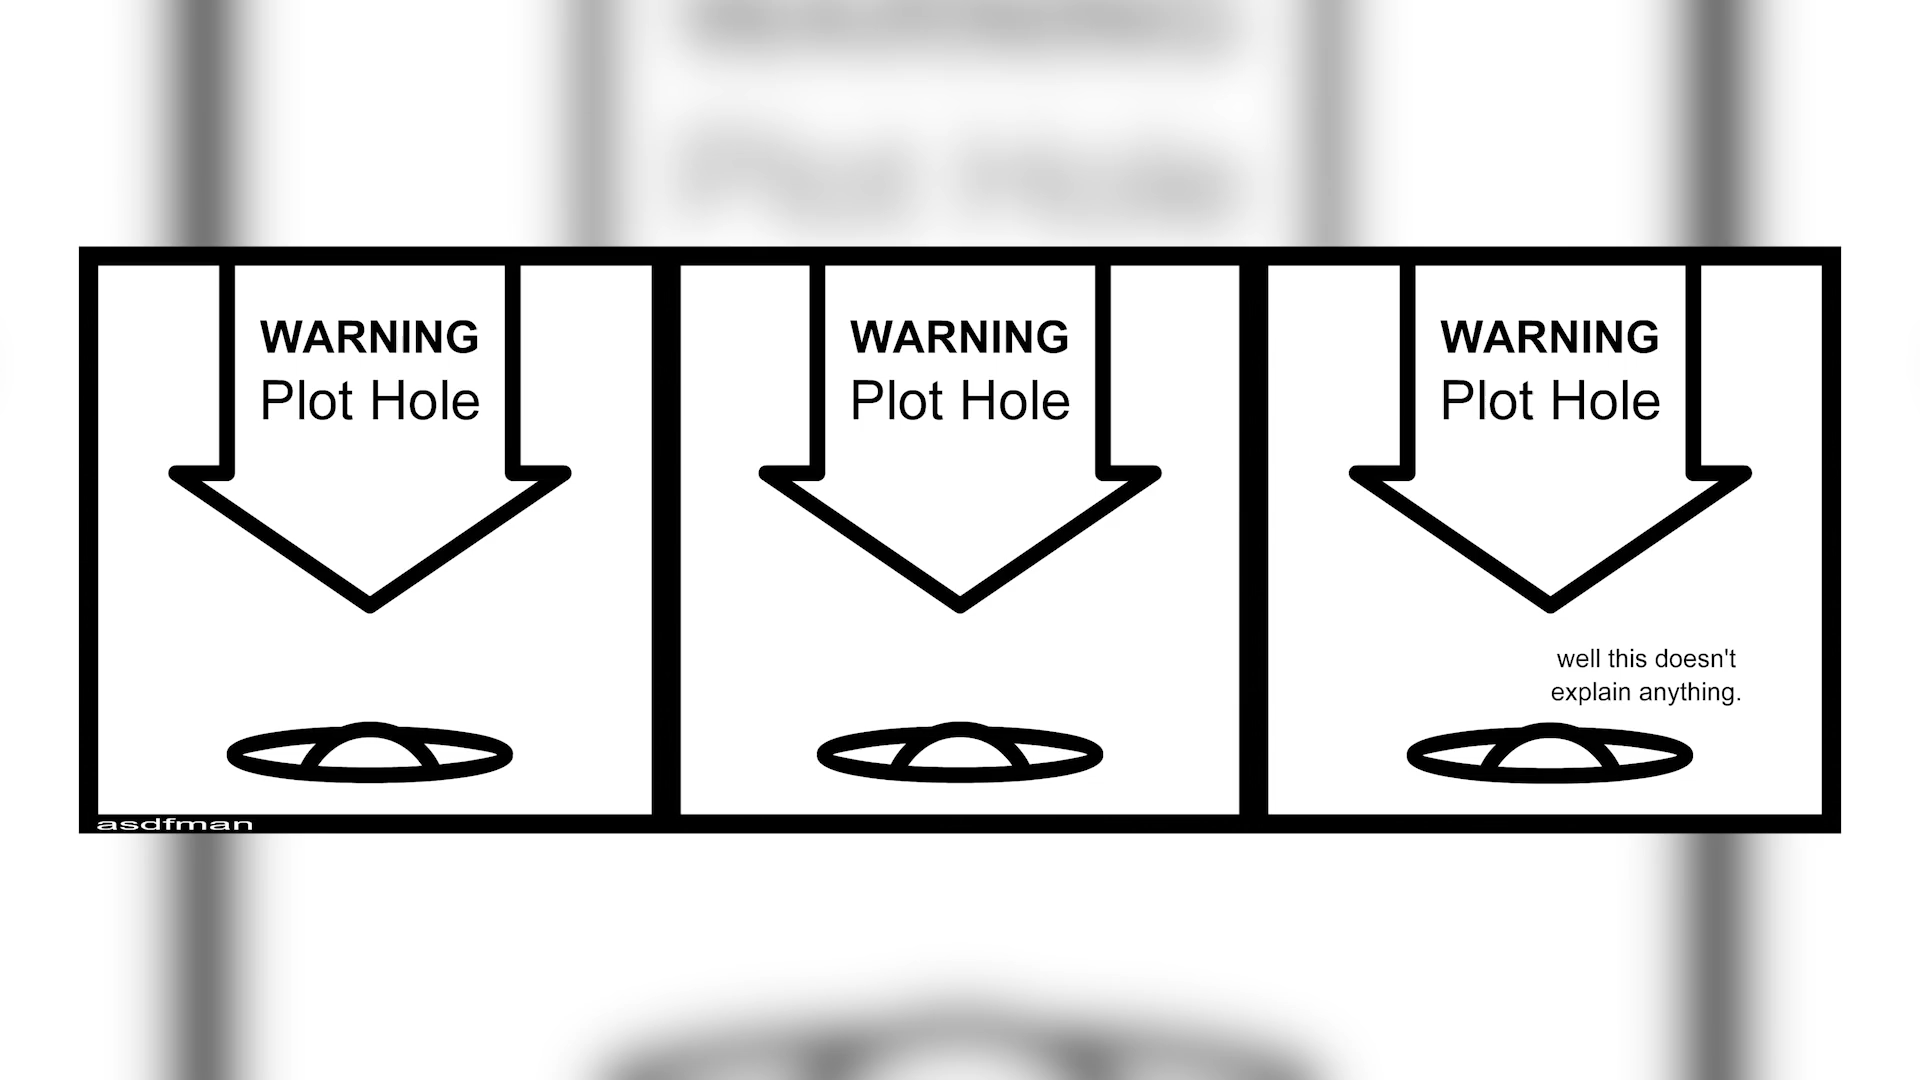 WARNING
Plot Hole
WARNING
Plot Hole
WARNING
Plot Hole
well this doesn't
explain anything.
asdfman